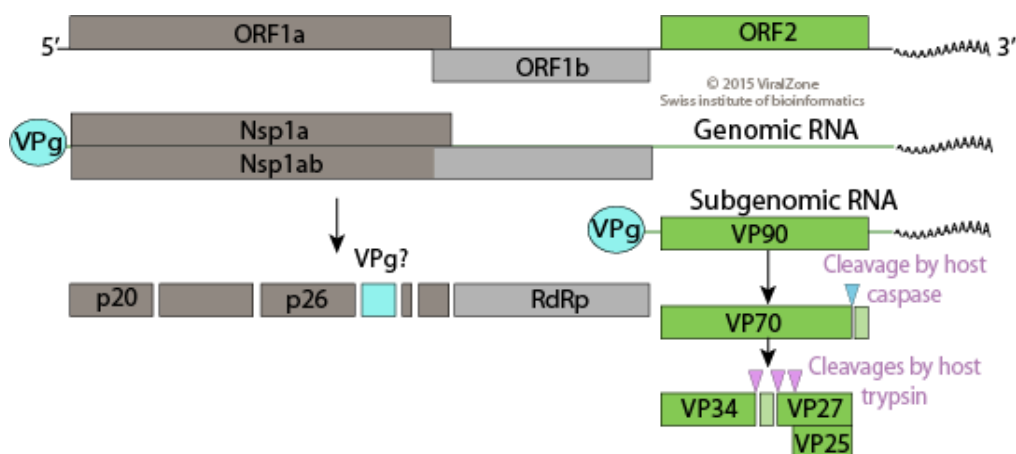 ORF1a
ORF2
5’
3’
ORF1b
© 2015 ViralZone
Swiss institute of bioinformatics
Nsp1a
Genomic RNA
VPg
Nsp1ab
Subgenomic RNA
VPg
VP90
VPg?
Cleavage by host
caspase
p20
p26
RdRp
VP70
Cleavages by host
trypsin
VP34
VP27
VP25